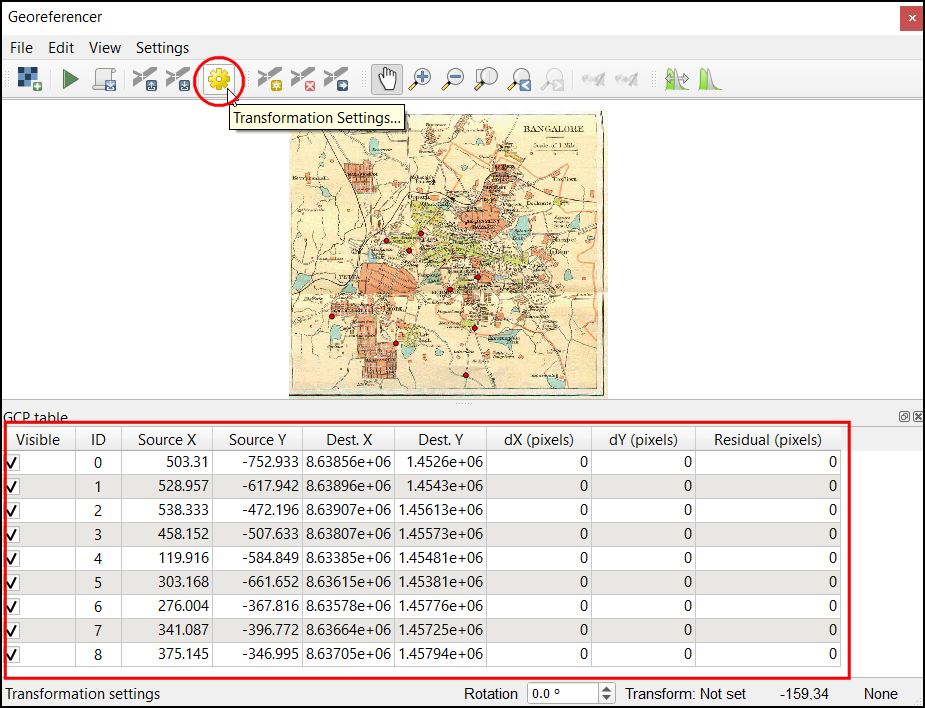 Georeferencer
File Edit View Settings
Transformation Settings...
BANGALORE
Scale of 1 Mile
GCP table
Visible ID Source X Source Y Dest. X Dest. Y dX (pixels) dY (pixels) Residual (pixels)
0 503.31 -752.933 8.63856e+06 1.4526e+06 0 0 0
1 528.957 -617.942 8.63896e+06 1.4543e+06 0 0 0
2 538.333 -472.196 8.63907e+06 1.45613e+06 0 0 0
3 458.152 -507.633 8.63807e+06 1.45573e+06 0 0 0
4 119.916 -584.849 8.63385e+06 1.45481e+06 0 0 0
5 303.168 -661.652 8.63615e+06 1.45381e+06 0 0 0
6 276.004 -367.816 8.63578e+06 1.45776e+06 0 0 0
7 341.087 -396.772 8.63664e+06 1.45725e+06 0 0 0
8 375.145 -346.995 8.63705e+06 1.45794e+06 0 0 0
Transformation settings Rotation 0.0 ° Transform: Not set -159,34 None